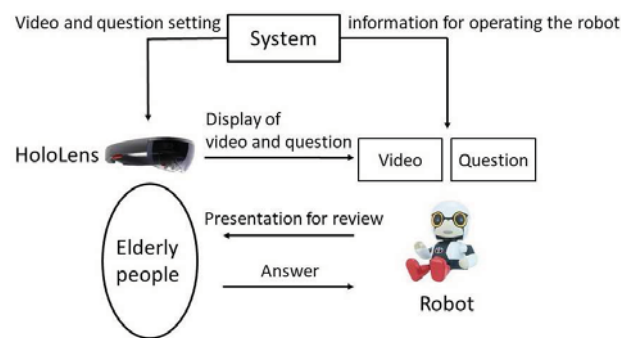 Video and question setting
System
information for operating the robot
Display of
video and question
HoloLens
Video
Question
Presentation for review
Elderly
people
Answer
Robot